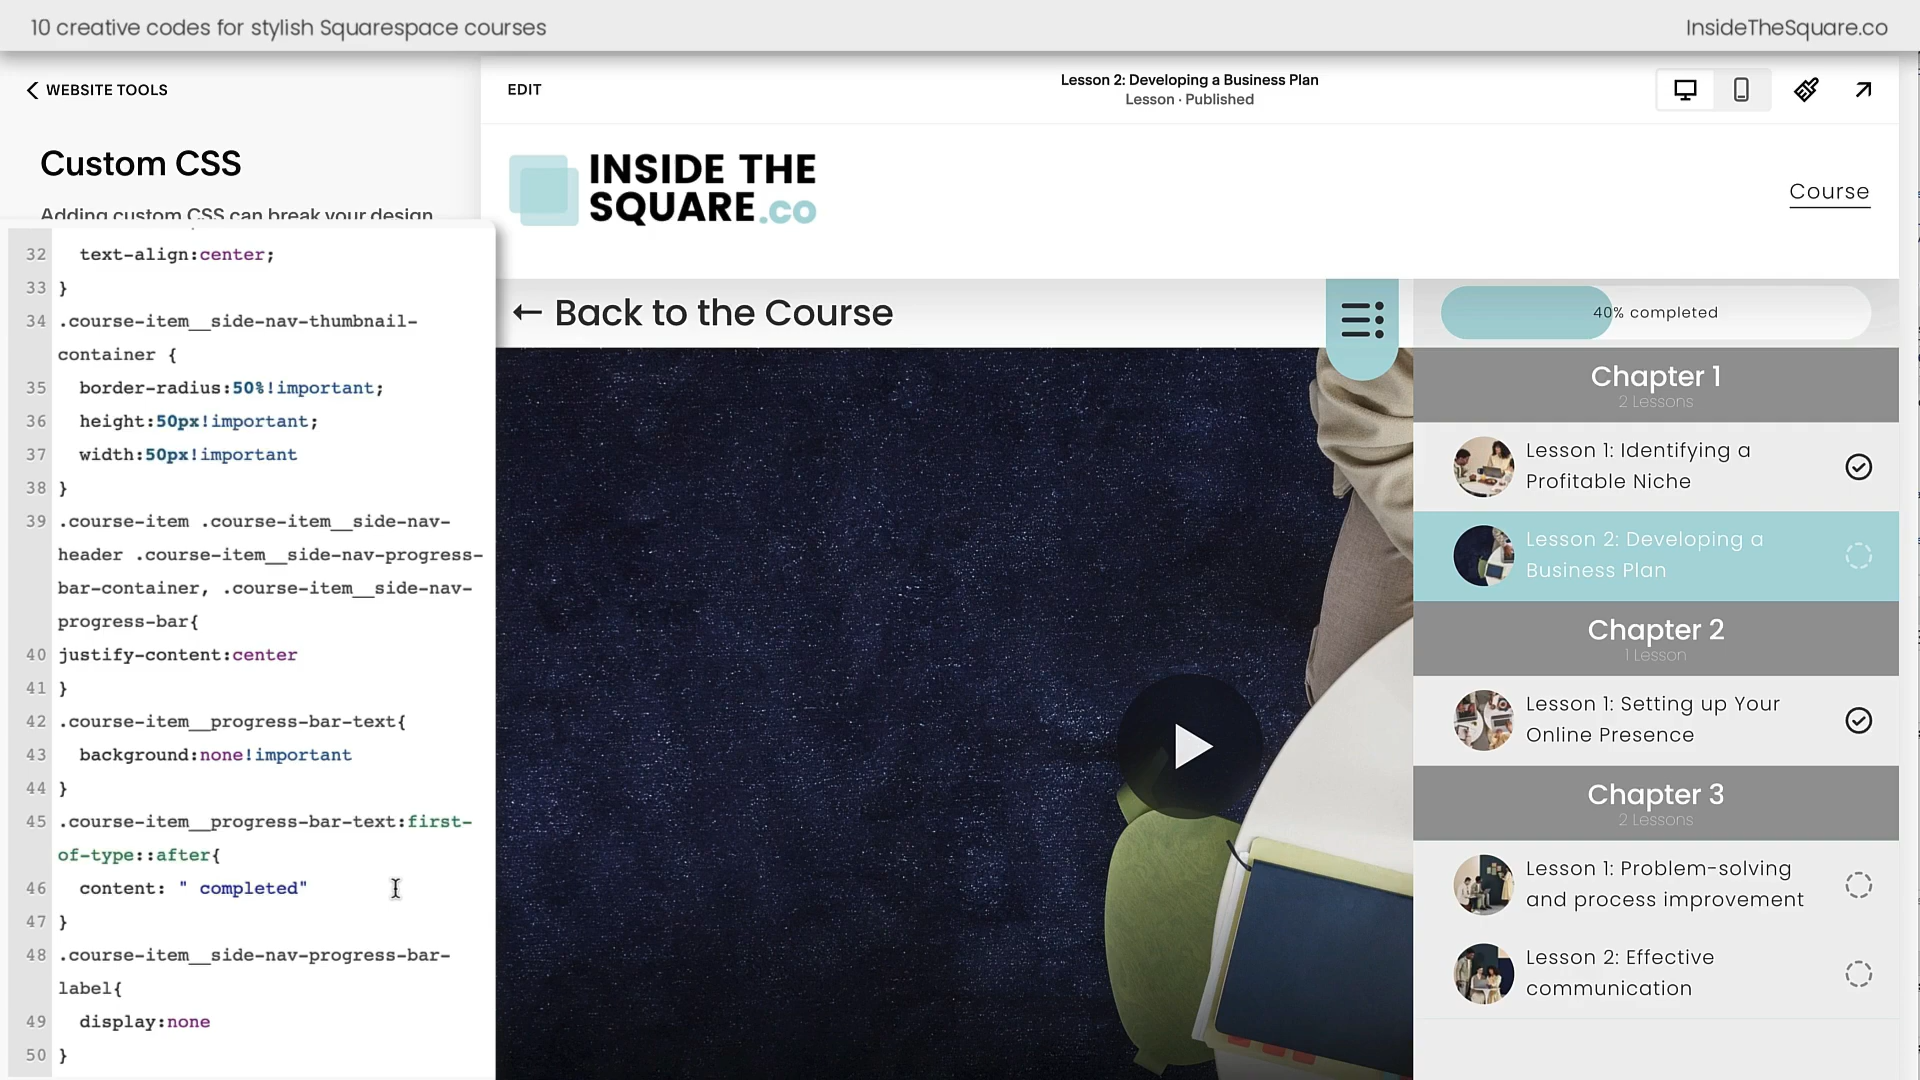 10 creative codes for stylish Squarespace courses
InsideTheSquare.co
WEBSITE TOOLS
Custom CSS
Adding custom CSS can break your design
32 text-align:center;
33 }
34 .course-item__side-nav-thumbnail-
container {
35 border-radius:50%!important;
36 height:50px!important;
37 width:50px!important
38 }
39 .course-item .course-item__side-nav-
header .course-item__side-nav-progress-
bar-container, .course-item__side-nav-
progress-bar{
40 justify-content:center
41 }
42 .course-item__progress-bar-text{
43 background:none!important
44 }
45 .course-item__progress-bar-text:first-
of-type::after{
46 content: " completed"
47 }
48 .course-item__side-nav-progress-bar-
label{
49 display:none
50 }
EDIT
Lesson 2: Developing a Business Plan
Lesson · Published
INSIDE THE
SQUARE.co
Course
← Back to the Course
40% completed
Chapter 1
2 Lessons
Lesson 1: Identifying a
Profitable Niche
Lesson 2: Developing a
Business Plan
Chapter 2
1 Lesson
Lesson 1: Setting up Your
Online Presence
Chapter 3
2 Lessons
Lesson 1: Problem-solving
and process improvement
Lesson 2: Effective
communication